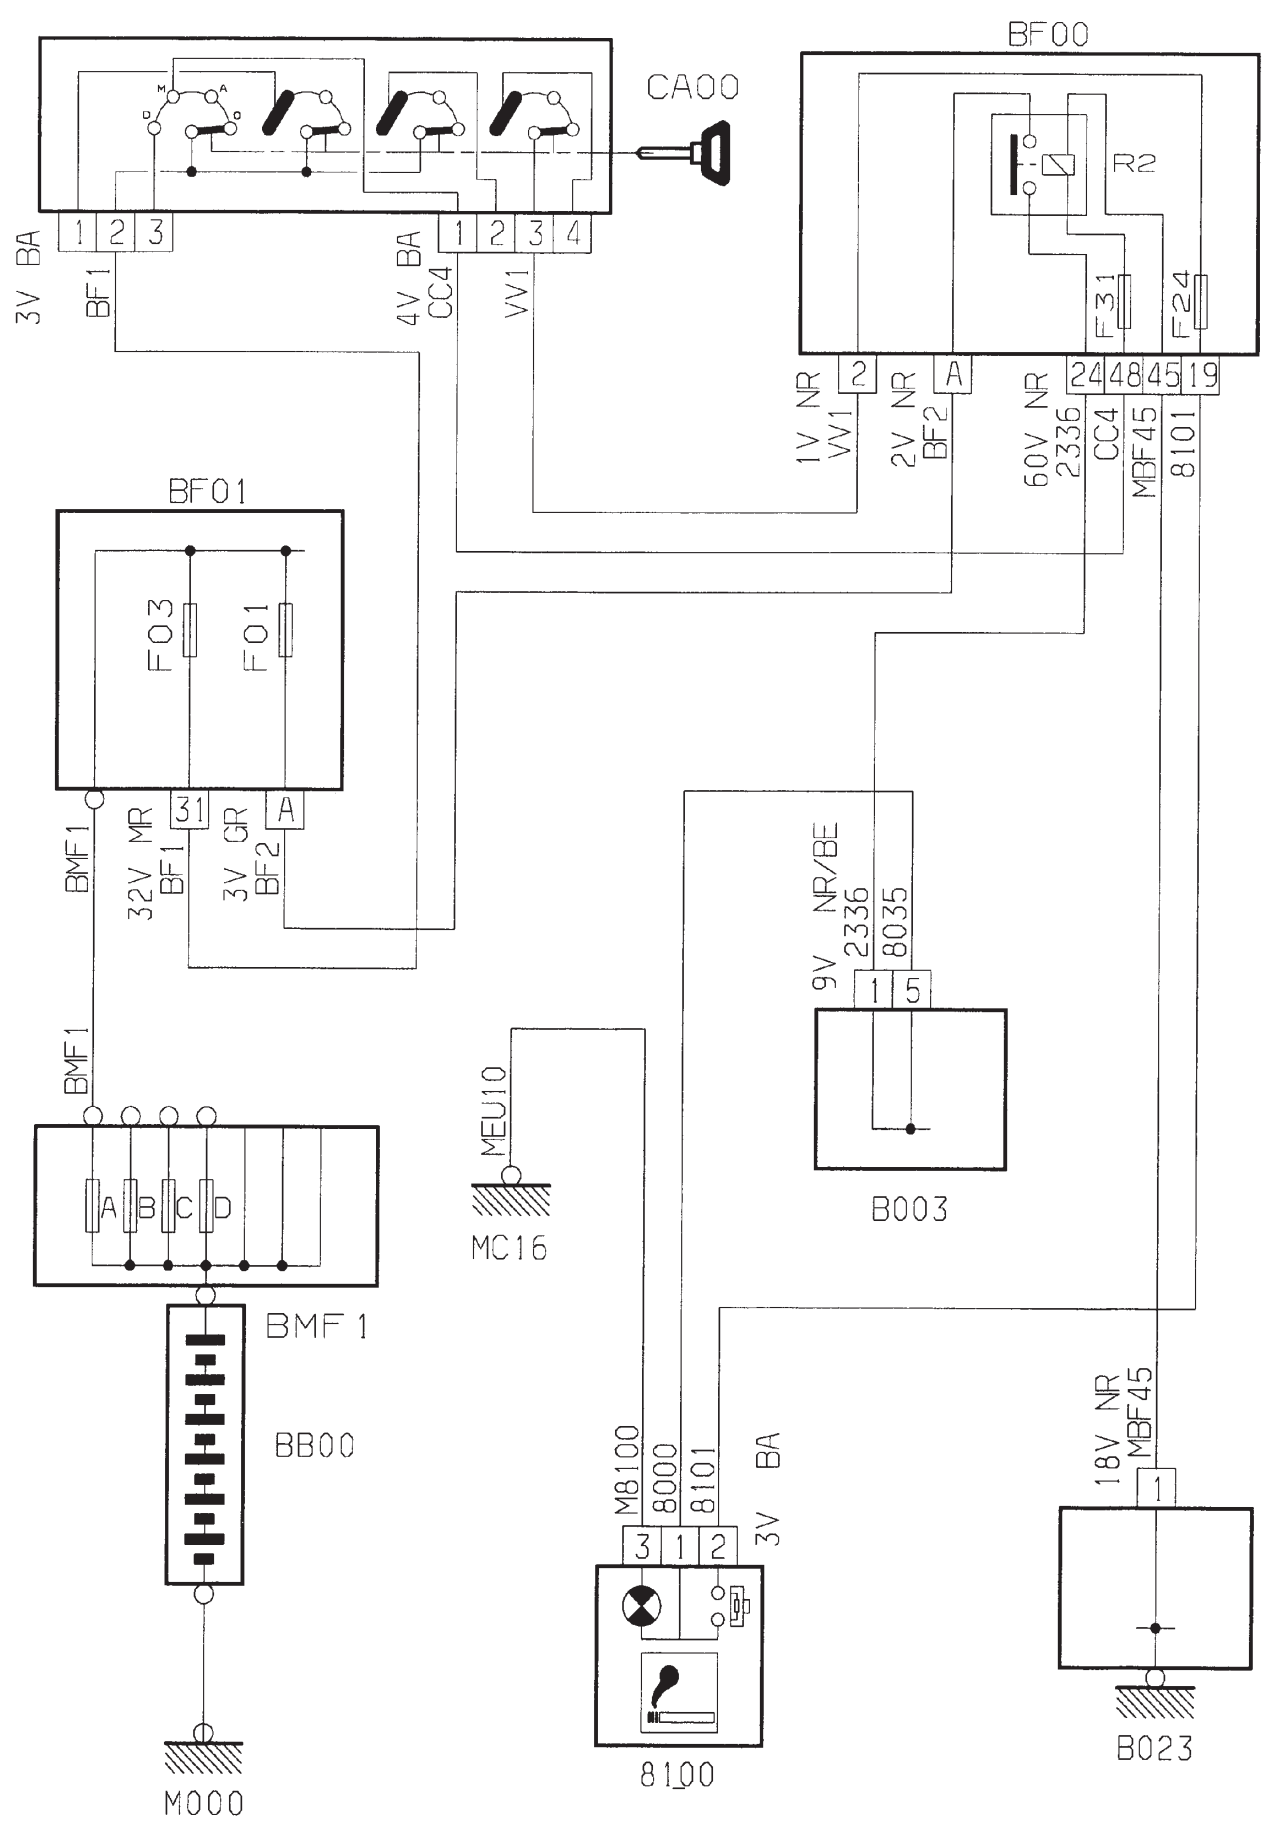 BF00
CA00
M
A
D
D
R2
1
2
3
1
2
3
4
3V BA
BF1
4V BA
CC4
VV1
F31
F24
2
A
24
48
45
19
1V NR
VV1
2V NR
BF2
60V NR
2336
CC4
MBF45
8101
BF01
F03
F01
31
A
BMF1
32V MR
BF1
3V GR
BF2
9V NR/BE
2336
8035
1
5
B003
BMF1
A
B
C
D
BMF1
MEU10
MC16
BB00
M000
M8100
8000
8101
3V BA
3
1
2
8100
18V NR
MBF45
1
B023